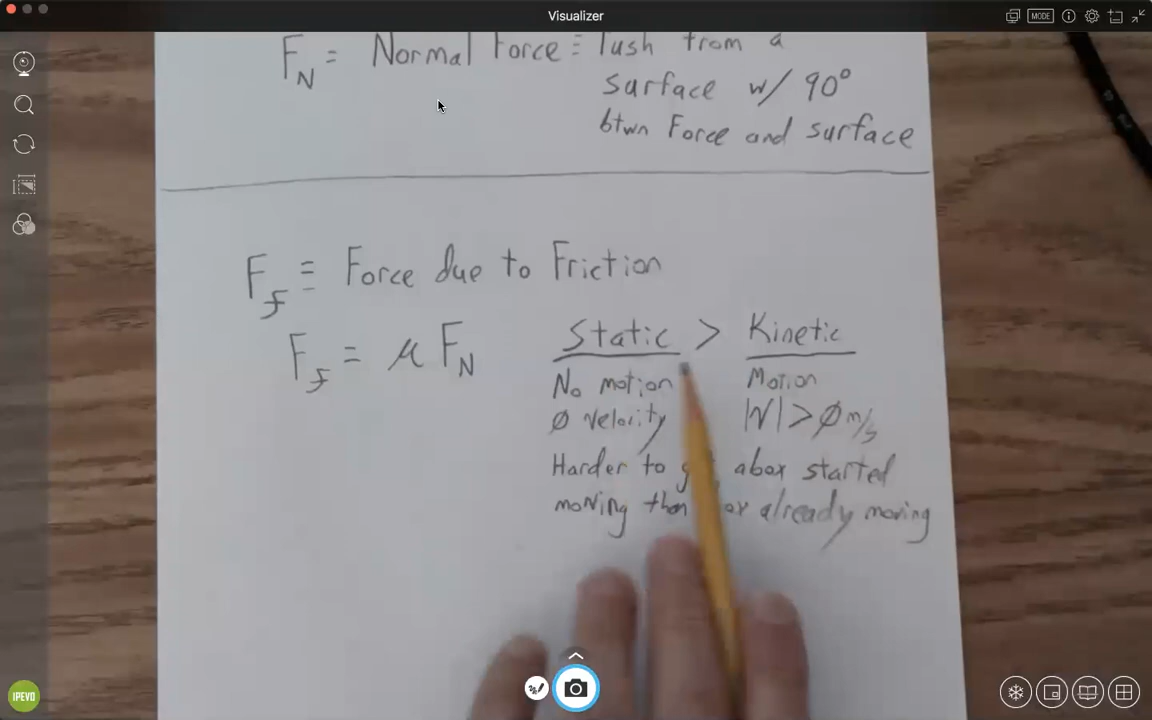 Visualizer
MODE
F_N = Normal Force ≡ Push from a
surface w/ 90°
btwn Force and surface
F_f ≡ Force due to Friction
F_f = μ F_N
Static > Kinetic
No motion Motion
Ø Velocity |V| > Ø m/s
Harder to a box started
moving than already moving
IPEVO